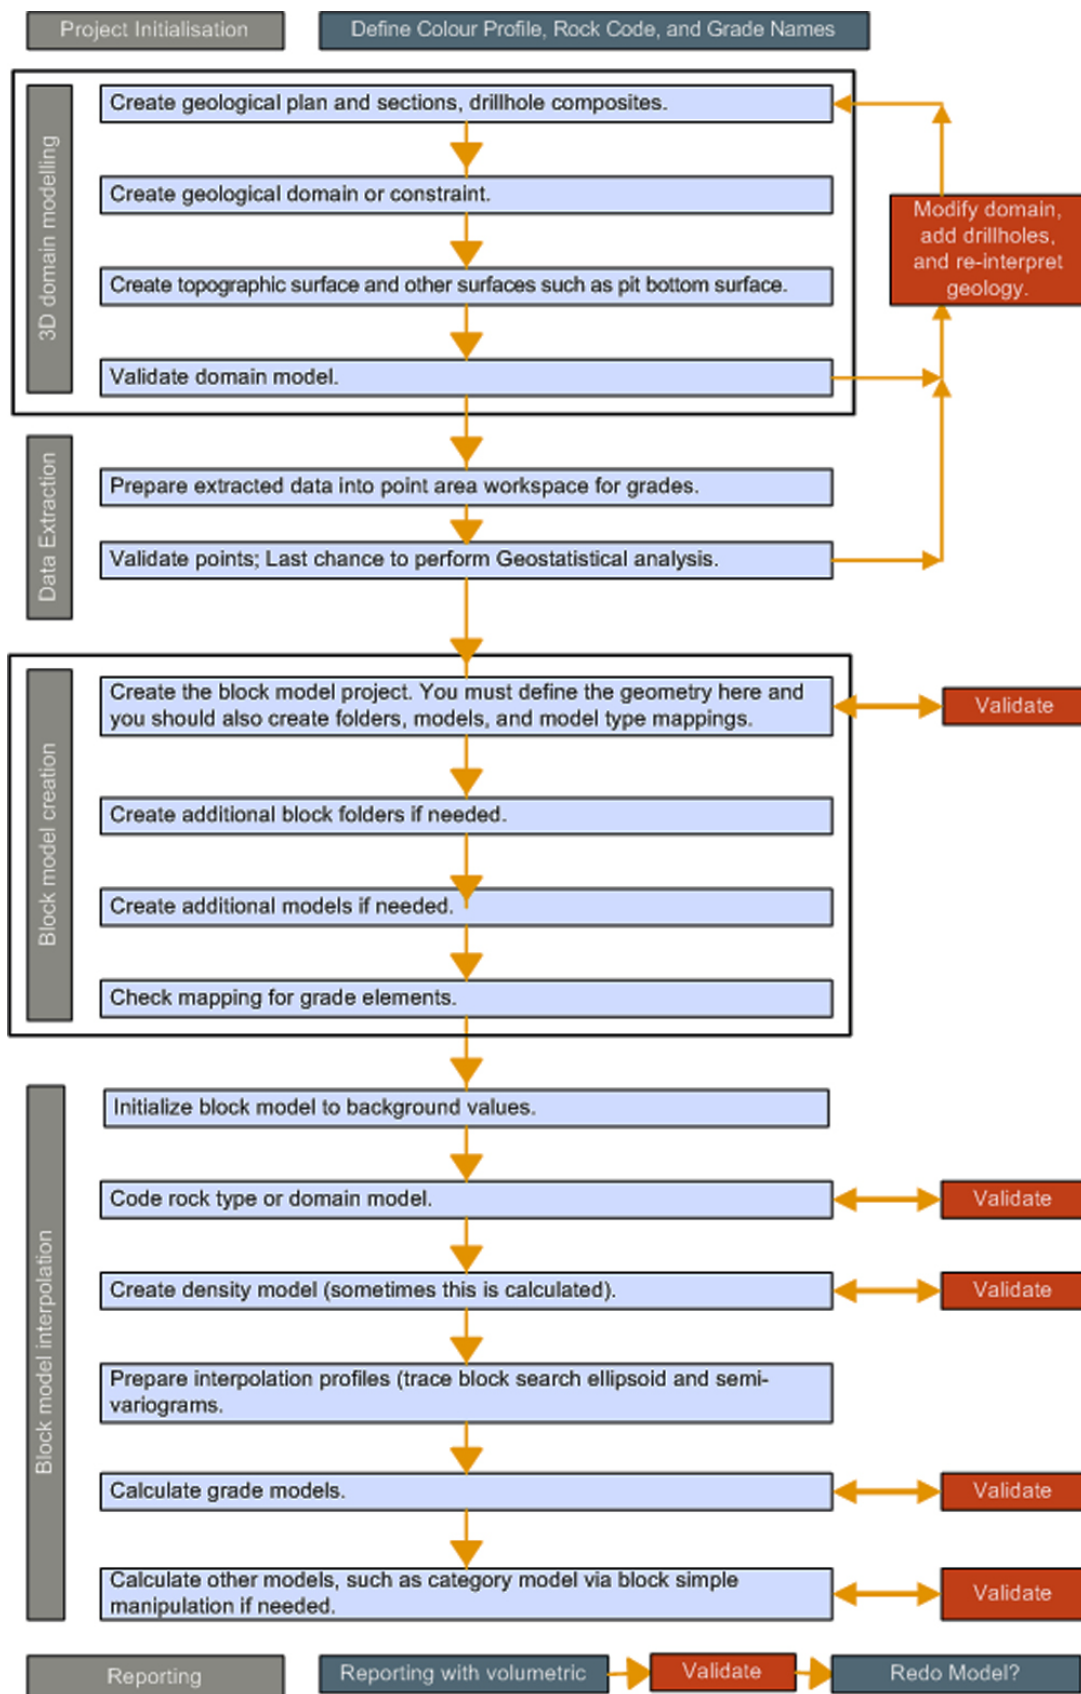 Project Initialisation
Define Colour Profile, Rock Code, and Grade Names
3D domain modelling
Create geological plan and sections, drillhole composites.
Create geological domain or constraint.
Create topographic surface and other surfaces such as pit bottom surface.
Validate domain model.
Modify domain,
add drillholes,
and re-interpret
geology.
Data Extraction
Prepare extracted data into point area workspace for grades.
Validate points; Last chance to perform Geostatistical analysis.
Block model creation
Create the block model project. You must define the geometry here and
you should also create folders, models, and model type mappings.
Validate
Create additional block folders if needed.
Create additional models if needed.
Check mapping for grade elements.
Block model interpolation
Initialize block model to background values.
Code rock type or domain model.
Validate
Create density model (sometimes this is calculated).
Validate
Prepare interpolation profiles (trace block search ellipsoid and semi-
variograms.
Calculate grade models.
Validate
Calculate other models, such as category model via block simple
manipulation if needed.
Validate
Reporting
Reporting with volumetric
Validate
Redo Model?